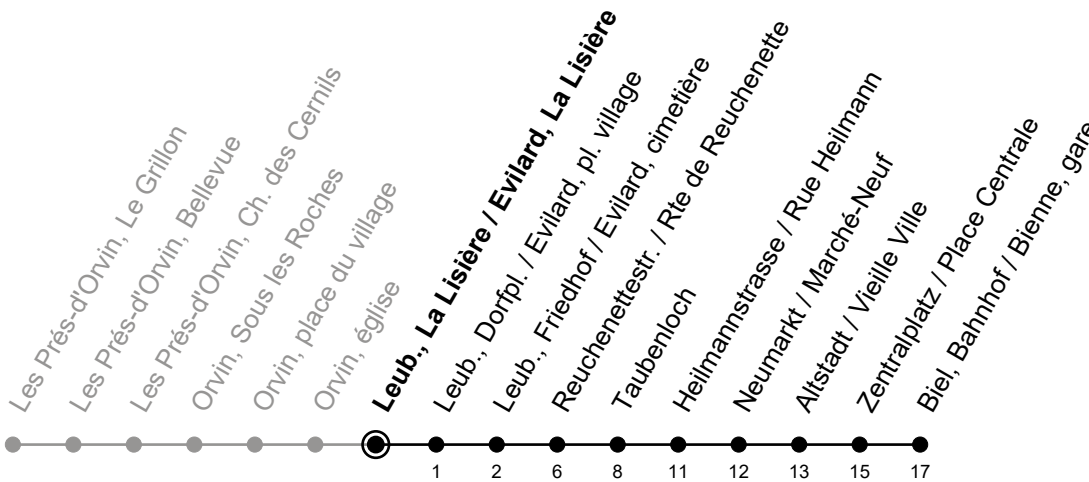 Les Prés-d'Orvin, Le Grillon
Les Prés-d'Orvin, Bellevue
Les Prés-d'Orvin, Ch. des Cernils
Orvin, Sous les Roches
Orvin, place du village
Orvin, église
Leub., La Lisière / Evilard, La Lisière
Leub., Dorfpl. / Evilard, pl. village
Leub., Friedhof / Evilard, cimetière
Reuchenettestr. / Rte de Reuchenette
Taubenloch
Heilmannstrasse / Rue Heilmann
Neumarkt / Marché-Neuf
Altstadt / Vieille Ville
Zentralplatz / Place Centrale
Biel, Bahnhof / Bienne, gare
1 2 6 8 11 12 13 15 17